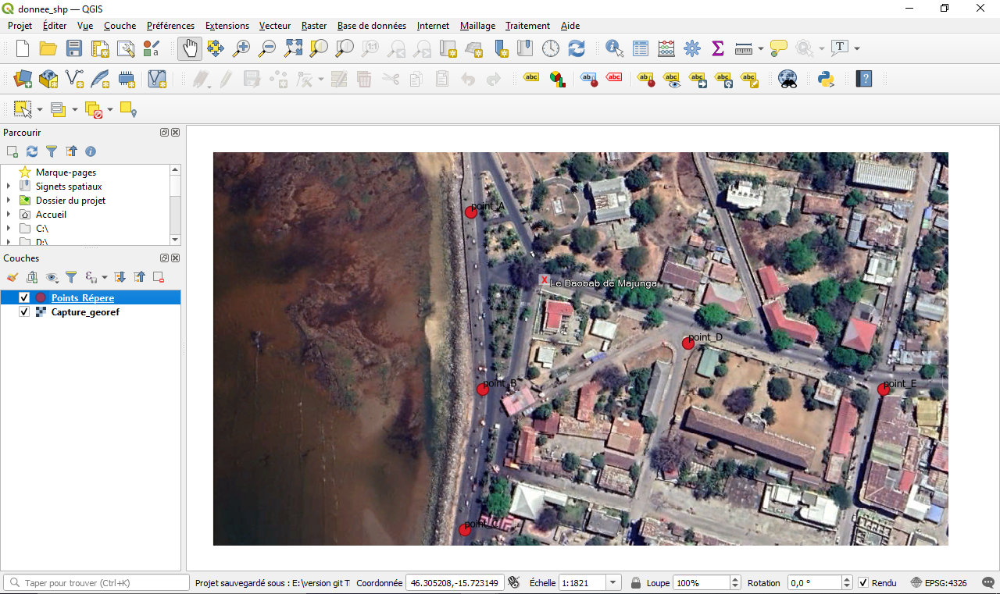 donnee_shp — QGIS
Projet Éditer Vue Couche Préférences Extensions Vecteur Raster Base de données Internet Maillage Traitement Aide
Parcourir
Marque-pages
Signets spatiaux
Dossier du projet
Accueil
C:\
D:\
Couches
Points_Répere
Capture_georef
point_A
Le Baobab de Majunga
point_D
point_B
point_E
point_C
Taper pour trouver (Ctrl+K) Projet sauvegardé sous : E:\version git T Coordonnée 46.305208,-15.723149 Échelle 1:1821 Loupe 100% Rotation 0,0 ° Rendu EPSG:4326